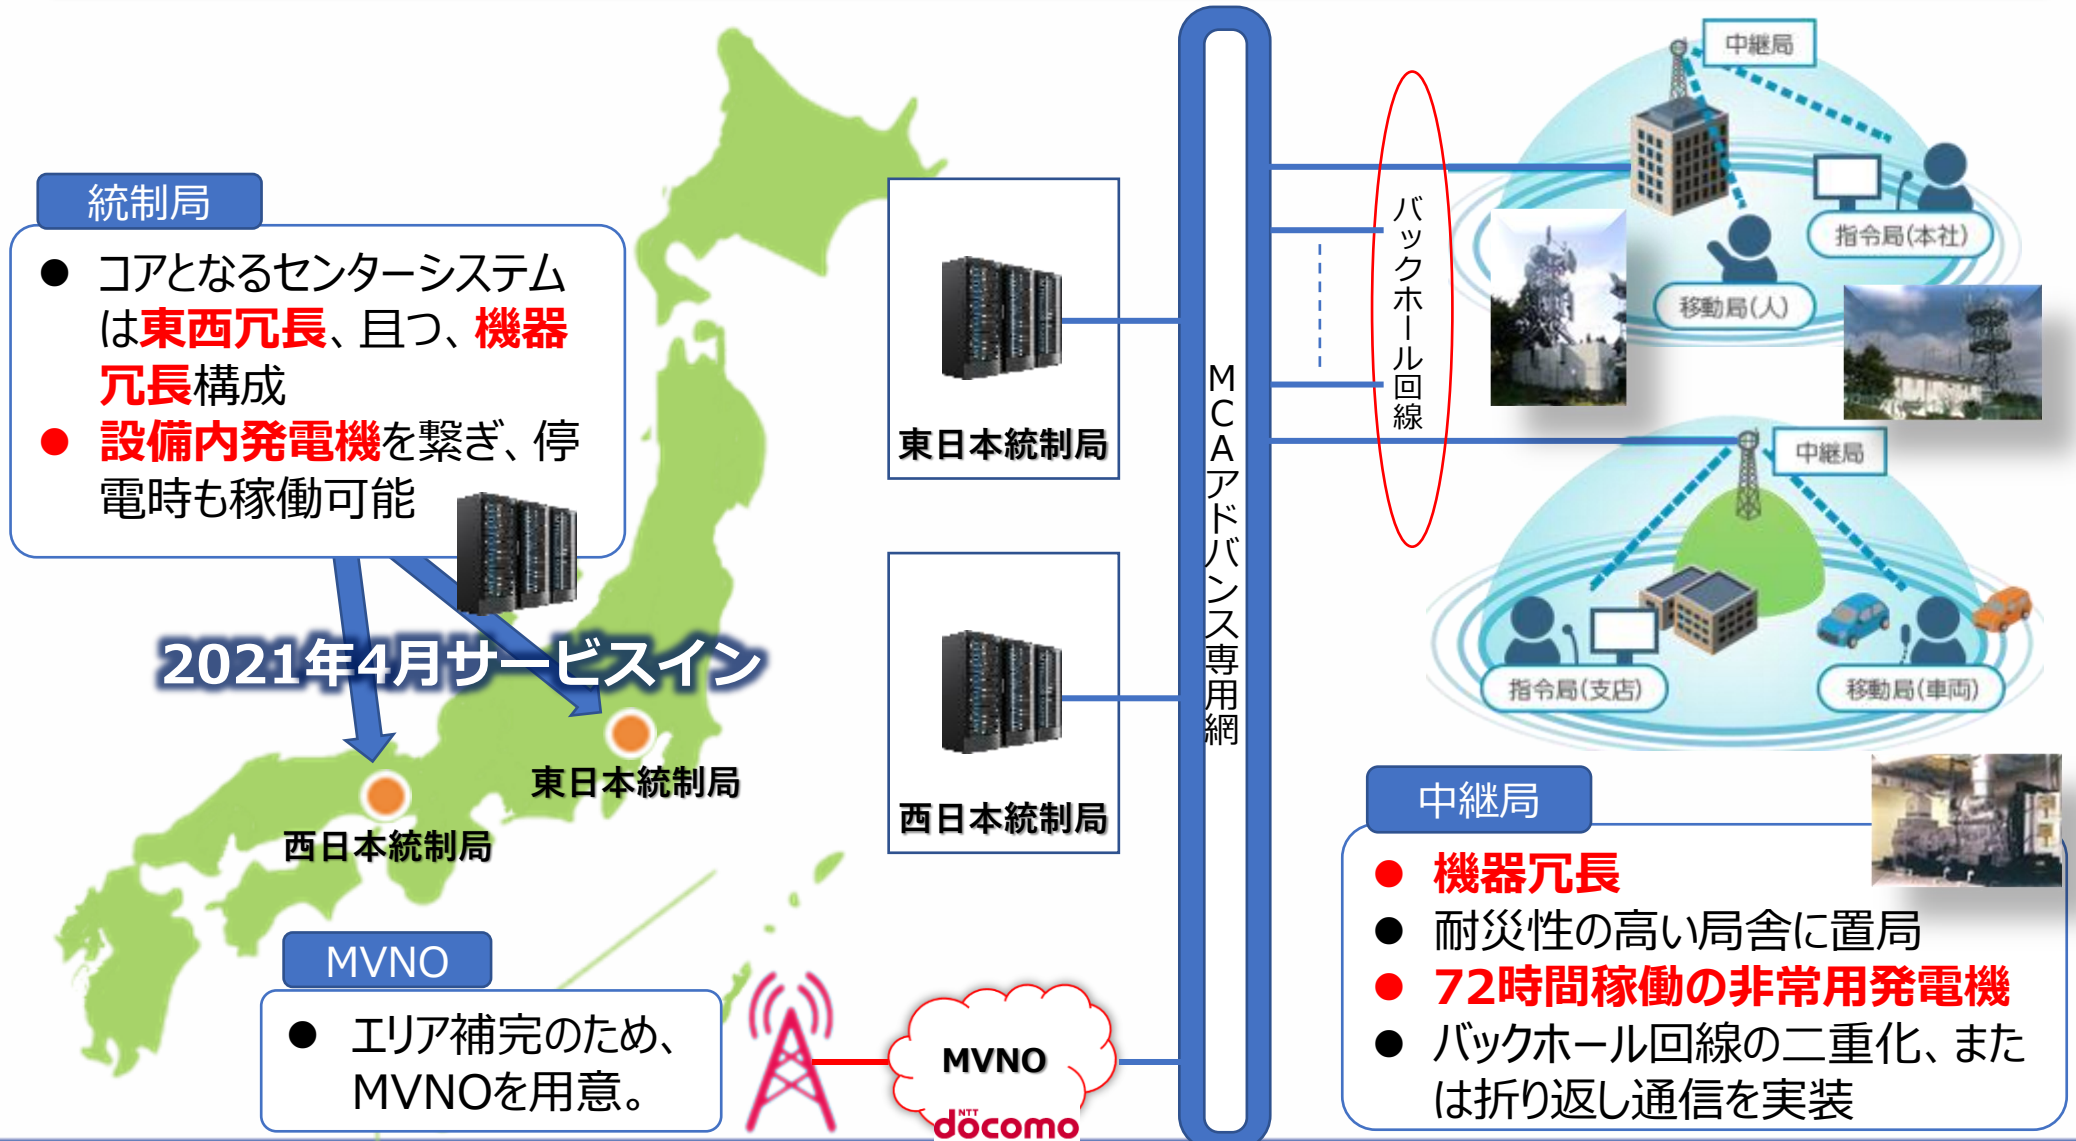 統制局
● コアとなるセンターシステム
は東西冗長、且つ、機器
冗長構成
● 設備内発電機を繋ぎ、停
電時も稼働可能
2021年4月サービスイン
東日本統制局
西日本統制局
MVNO
● エリア補完のため、
MVNOを用意。
東日本統制局
西日本統制局
MVNO
NTT
docomo
MCAアドバンス専用網
バックホール回線
中継局
指令局(本社)
移動局(人)
中継局
指令局(支店)
移動局(車両)
中継局
● 機器冗長
● 耐災性の高い局舎に置局
● 72時間稼働の非常用発電機
● バックホール回線の二重化、また
は折り返し通信を実装